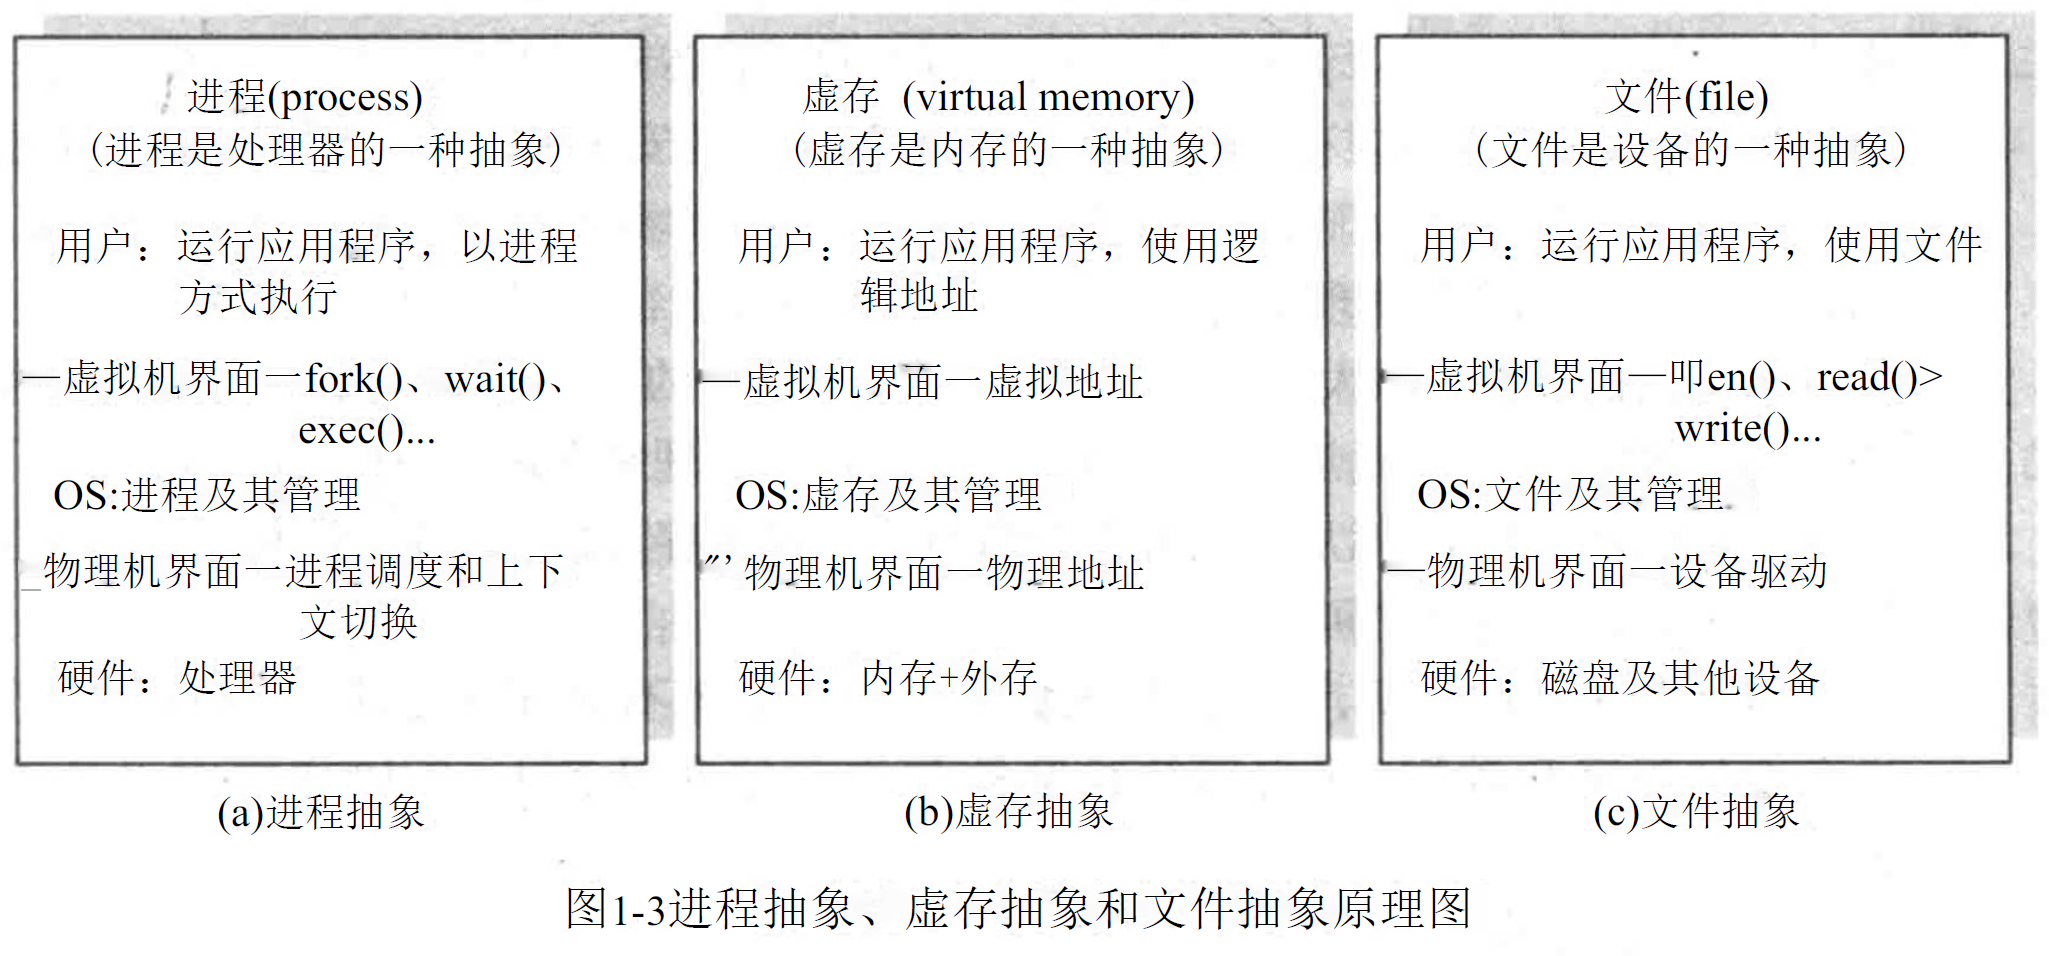 进程(process)
(进程是处理器的一种抽象)
用户：运行应用程序，以进程
方式执行
—虚拟机界面一fork()、wait()、
exec()...
OS:进程及其管理
_物理机界面一进程调度和上下
文切换
硬件：处理器
(a)进程抽象
虚存 (virtual memory)
(虚存是内存的一种抽象)
用户：运行应用程序，使用逻
辑地址
—虚拟机界面一虚拟地址
OS:虚存及其管理
″’物理机界面一物理地址
硬件：内存+外存
(b)虚存抽象
文件(file)
(文件是设备的一种抽象)
用户：运行应用程序，使用文件
—虚拟机界面—叩en()、read()>
write()...
OS:文件及其管理
—物理机界面一设备驱动
硬件：磁盘及其他设备
(c)文件抽象
图1-3进程抽象、虚存抽象和文件抽象原理图